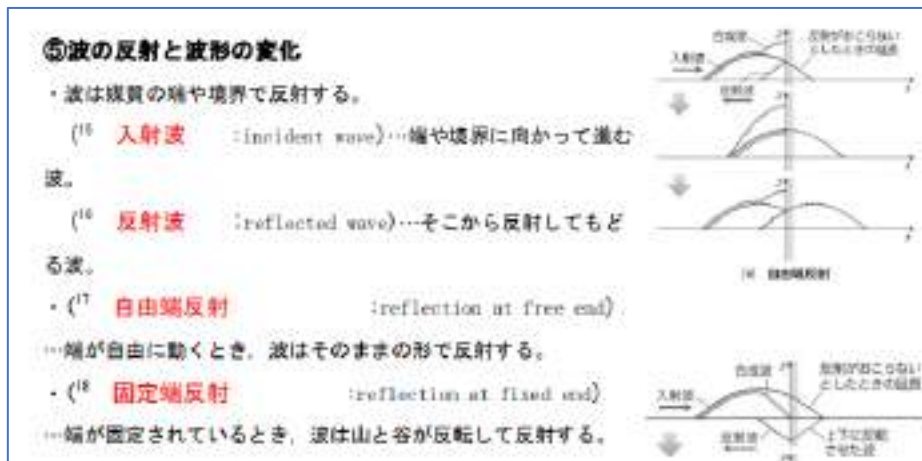 ⑤波の反射と波形の変化
・波は媒質の端や境界で反射する。
(15 入射波 :incident wave)…端や境界に向かって進む
波。
(16 反射波 :reflected wave)…そこから反射してもど
る波。
・(17 自由端反射 :reflection at free end)
…端が自由に動くとき，波はそのままの形で反射する。
・(18 固定端反射 :reflection at fixed end)
…端が固定されているとき，波は山と谷が反転して反射する。
合成波
反射がおこらない
としたときの延長
入射波
反射波
自由端反射
合成波
反射がおこらない
としたときの延長
入射波
反射波
上下に反転
させた波